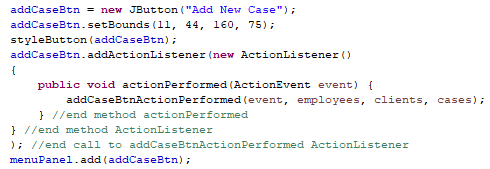 addCaseBtn = new JButton("Add New Case");
addCaseBtn.setBounds(11, 44, 160, 75);
styleButton(addCaseBtn);
addCaseBtn.addActionListener(new ActionListener()
{
    public void actionPerformed(ActionEvent event) {
        addCaseBtnActionPerformed(event, employees, clients, cases);
    } //end method actionPerformed
} //end method ActionListener
); //end call to addCaseBtnActionPerformed ActionListener
menuPanel.add(addCaseBtn);